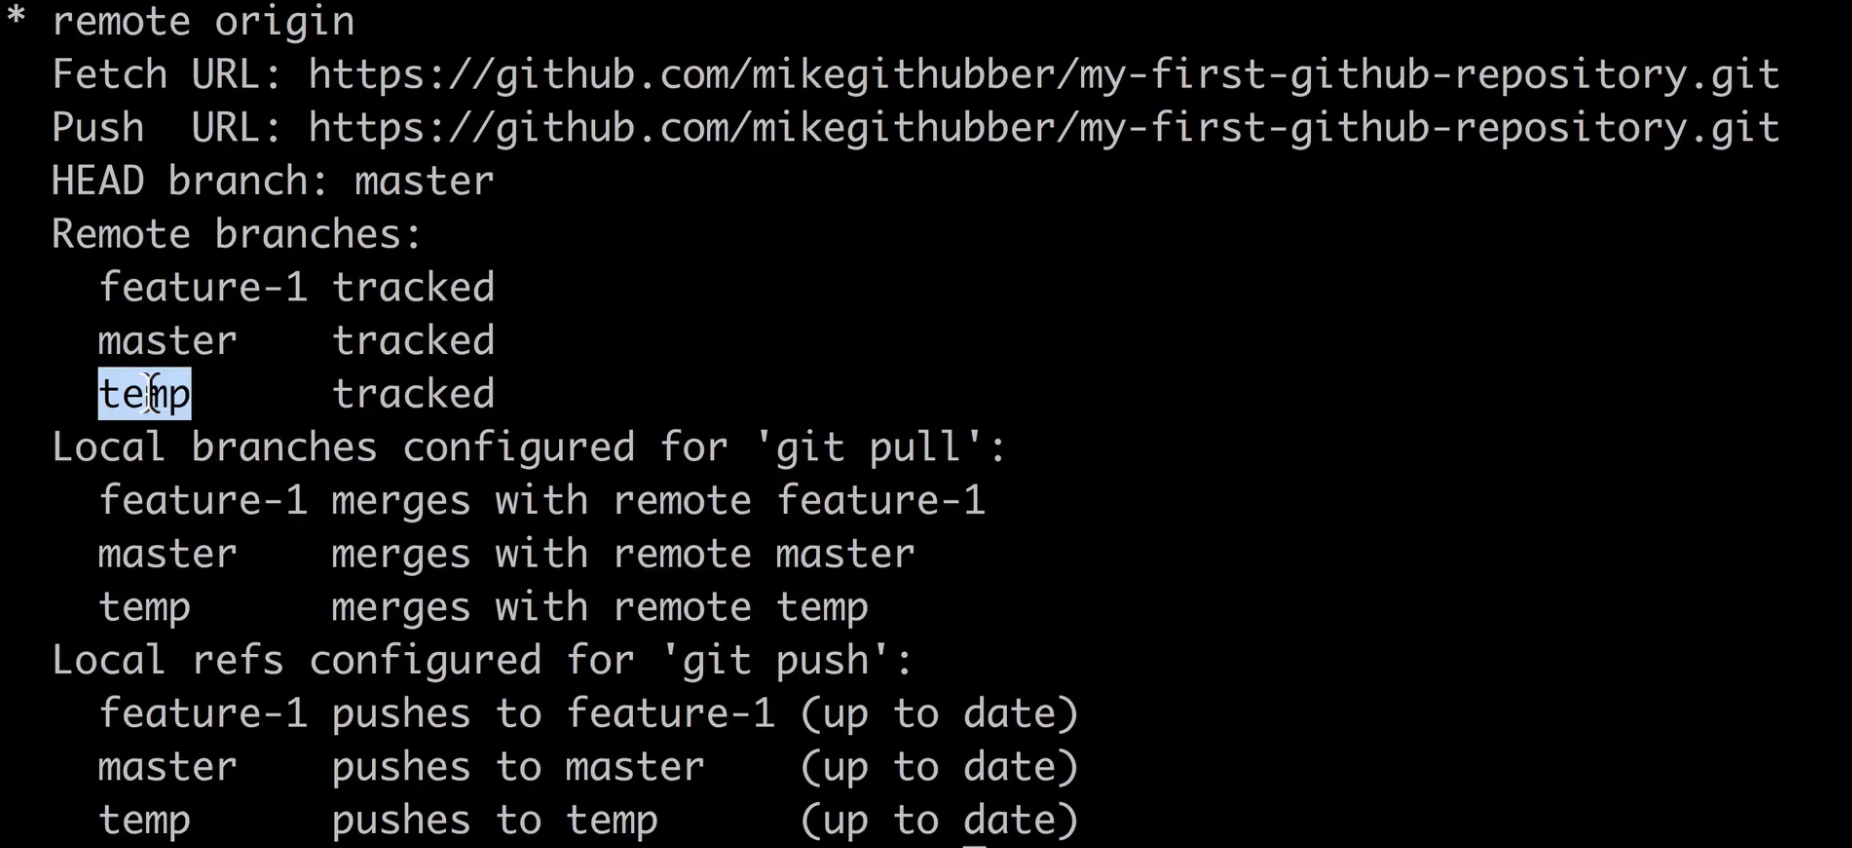 * remote origin
  Fetch URL: https://github.com/mikegithubber/my-first-github-repository.git
  Push  URL: https://github.com/mikegithubber/my-first-github-repository.git
  HEAD branch: master
  Remote branches:
    feature-1 tracked
    master    tracked
    temp      tracked
  Local branches configured for 'git pull':
    feature-1 merges with remote feature-1
    master    merges with remote master
    temp      merges with remote temp
  Local refs configured for 'git push':
    feature-1 pushes to feature-1 (up to date)
    master    pushes to master    (up to date)
    temp      pushes to temp      (up to date)